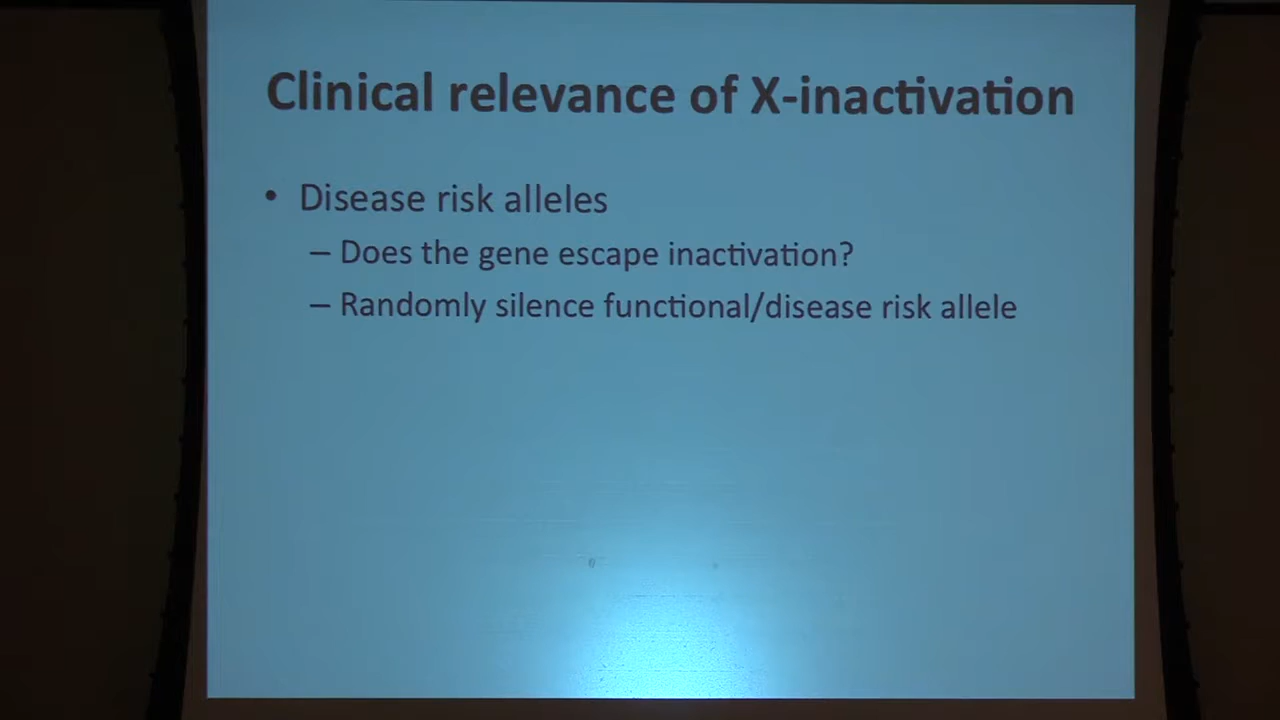 Clinical relevance of X-inactivation
• Disease risk alleles
– Does the gene escape inactivation?
– Randomly silence functional/disease risk allele